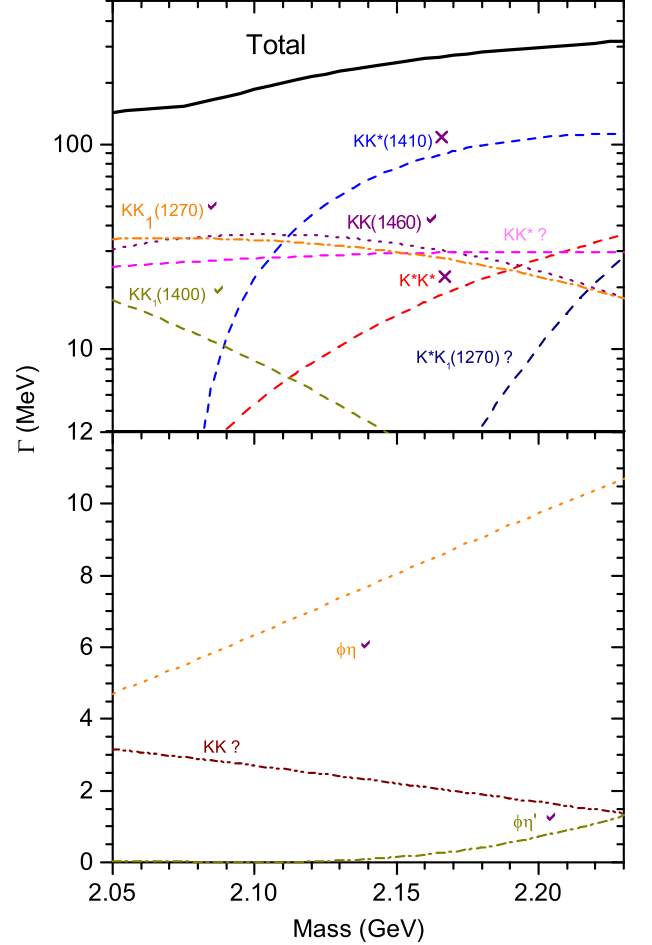 Total
100
KK*(1410) ×
KK₁(1270) ✓
KK(1460) ✓
KK* ?
K*K* ×
KK₁(1400) ✓
10
K*K₁(1270) ?
Γ (MeV)
12
10
8
6
ϕη ✓
4
KK ?
2
ϕη' ✓
0
2.05 2.10 2.15 2.20
Mass (GeV)